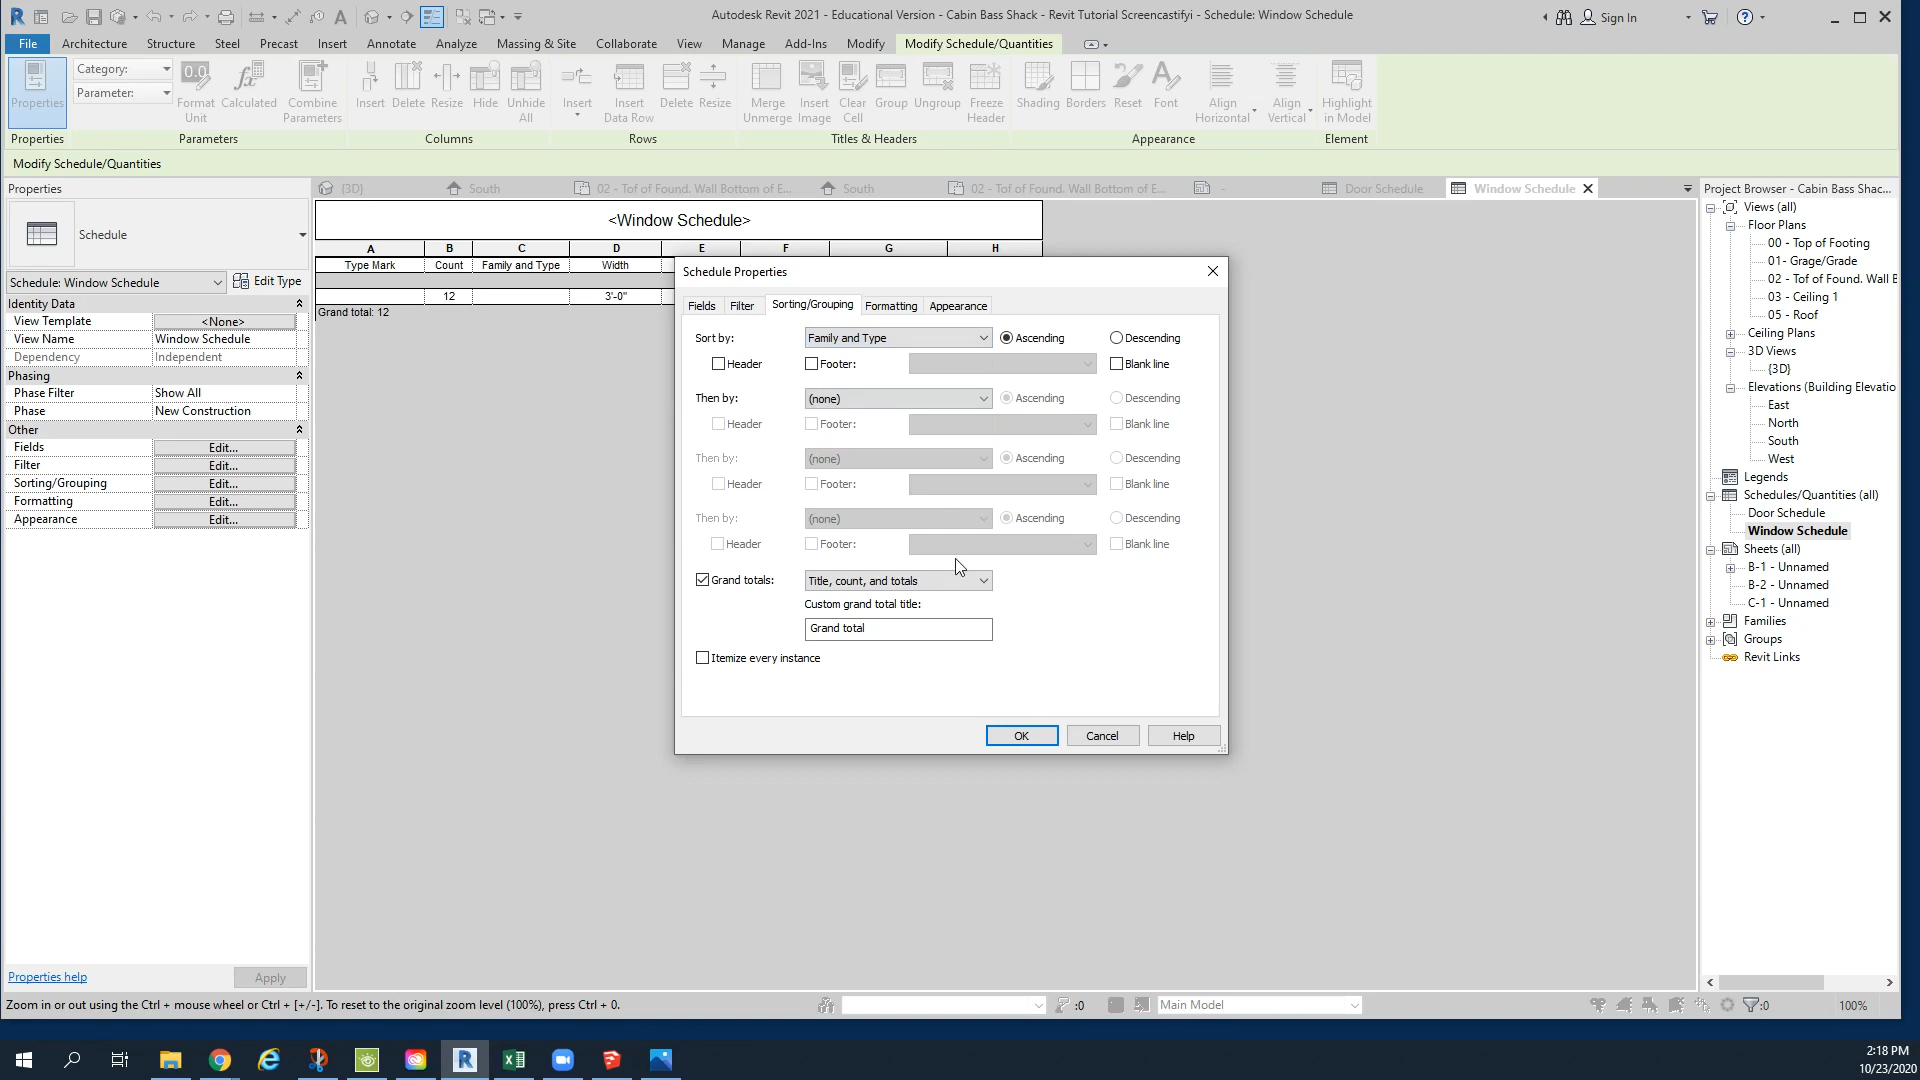 Autodesk Revit 2021 - Educational Version - Cabin Bass Shack - Revit Tutorial Screencastifyi - Schedule: Window Schedule
Sign In
File Architecture Structure Steel Precast Insert Annotate Analyze Massing & Site Collaborate View Manage Add-Ins Modify Modify Schedule/Quantities
Category:
Parameter:
Properties
Format Unit
Calculated
Combine Parameters
Insert Delete Resize Hide Unhide All
Insert
Insert Data Row
Delete Resize
Merge Unmerge
Insert Image
Clear Cell
Group Ungroup
Freeze Header
Shading Borders Reset Font
Align Horizontal
Align Vertical
Highlight in Model
Properties Parameters Columns Rows Titles & Headers Appearance Element
Modify Schedule/Quantities
Properties
{3D} South 02 - Tof of Found. Wall Bottom of E... South 02 - Tof of Found. Wall Bottom of E... - Door Schedule Window Schedule
Schedule
Schedule: Window Schedule Edit Type
Identity Data
View Template <None>
View Name Window Schedule
Dependency Independent
Phasing
Phase Filter Show All
Phase New Construction
Other
Fields Edit...
Filter Edit...
Sorting/Grouping Edit...
Formatting Edit...
Appearance Edit...
Properties help Apply
<Window Schedule>
A B C D E F G H
Type Mark Count Family and Type Width
12 3'-0"
Grand total: 12
Schedule Properties
Fields Filter Sorting/Grouping Formatting Appearance
Sort by: Family and Type Ascending Descending
Header Footer: Blank line
Then by: (none) Ascending Descending
Header Footer: Blank line
Then by: (none) Ascending Descending
Header Footer: Blank line
Then by: (none) Ascending Descending
Header Footer: Blank line
Grand totals: Title, count, and totals
Custom grand total title:
Grand total
Itemize every instance
OK Cancel Help
Project Browser - Cabin Bass Shac...
Views (all)
Floor Plans
00 - Top of Footing
01- Grage/Grade
02 - Tof of Found. Wall B
03 - Ceiling 1
05 - Roof
Ceiling Plans
3D Views
{3D}
Elevations (Building Elevatio
East
North
South
West
Legends
Schedules/Quantities (all)
Door Schedule
Window Schedule
Sheets (all)
B-1 - Unnamed
B-2 - Unnamed
C-1 - Unnamed
Families
Groups
Revit Links
Zoom in or out using the Ctrl + mouse wheel or Ctrl + [+/-]. To reset to the original zoom level (100%), press Ctrl + 0.
:0 Main Model :0 100%
2:18 PM
10/23/2020